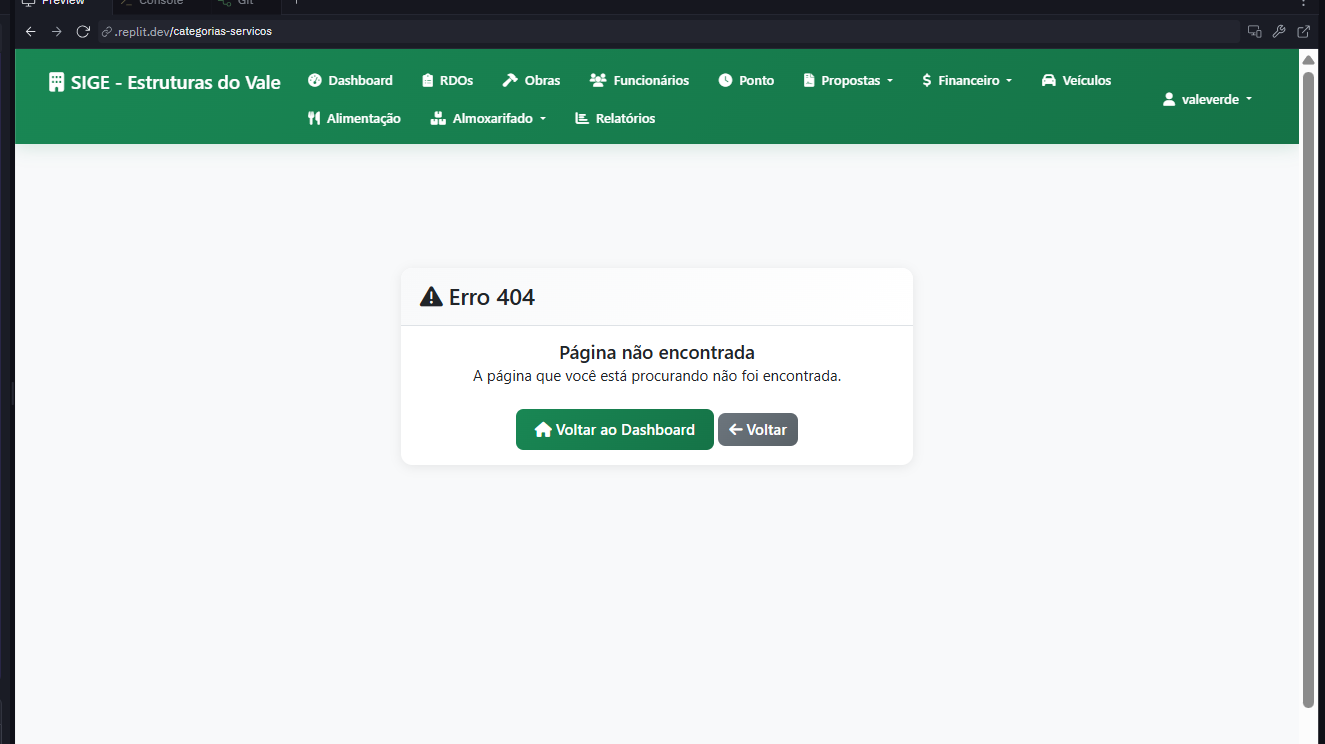 Preview
Console
Git
.replit.dev/categorias-servicos
SIGE - Estruturas do Vale
Dashboard
RDOs
Obras
Funcionários
Ponto
Propostas
Financeiro
Veículos
valeverde
Alimentação
Almoxarifado
Relatórios
Erro 404
Página não encontrada
A página que você está procurando não foi encontrada.
Voltar ao Dashboard
Voltar